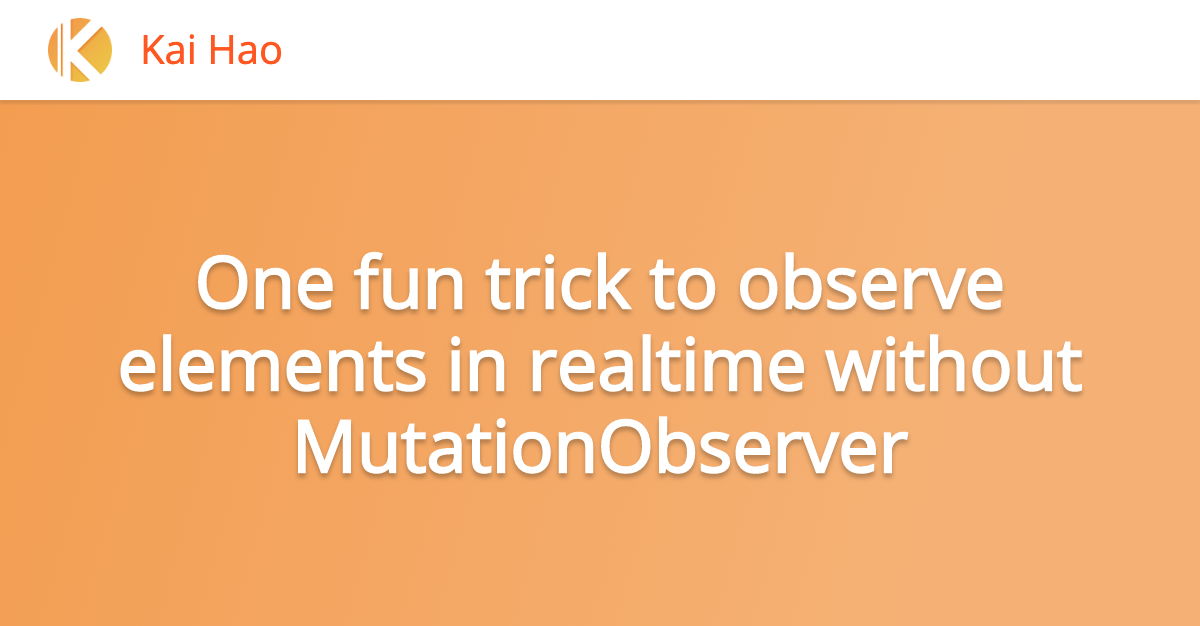 Kai Hao
One fun trick to observe
elements in realtime without
MutationObserver